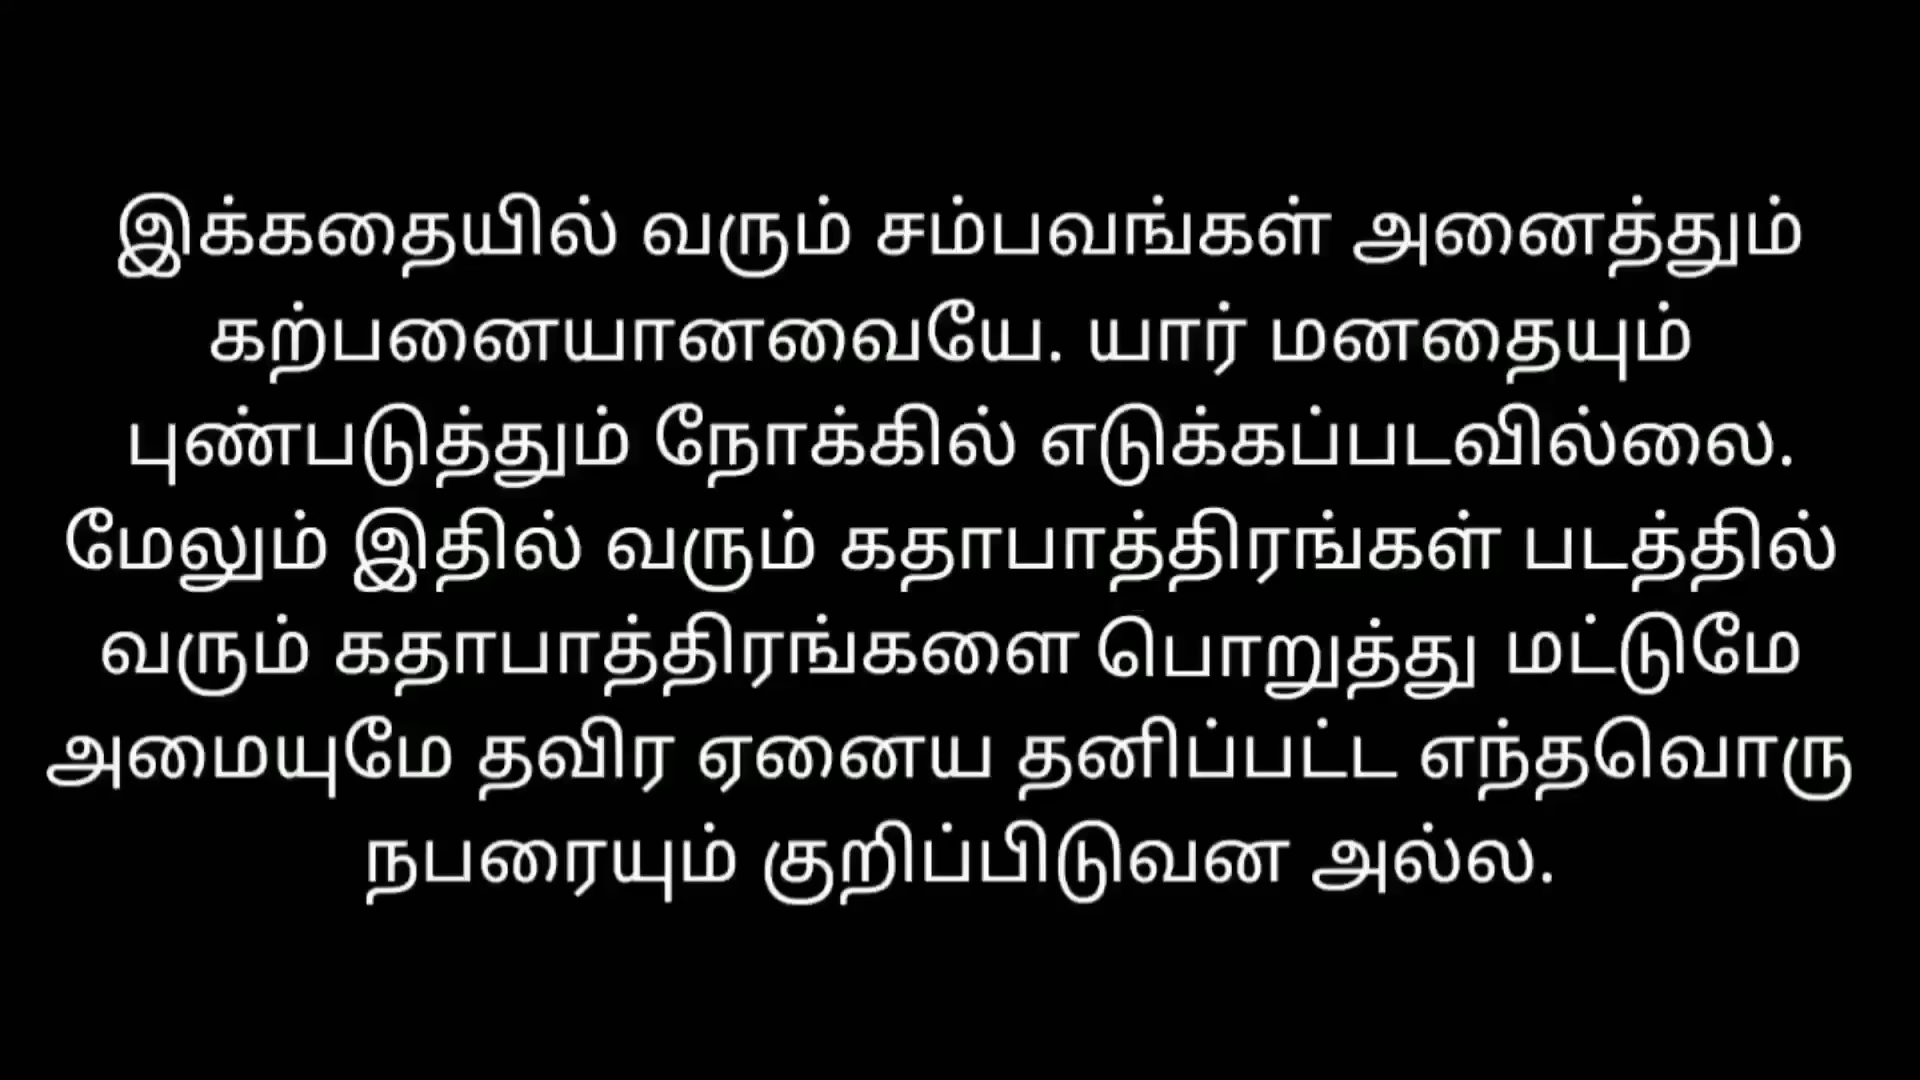 இக்கதையில் வரும் சம்பவங்கள் அனைத்தும்
கற்பனையானவையே. யார் மனதையும்
புண்படுத்தும் நோக்கில் எடுக்கப்படவில்லை.
மேலும் இதில் வரும் கதாபாத்திரங்கள் படத்தில்
வரும் கதாபாத்திரங்களை பொறுத்து மட்டுமே
அமையுமே தவிர ஏனைய தனிப்பட்ட எந்தவொரு
நபரையும் குறிப்பிடுவன அல்ல.